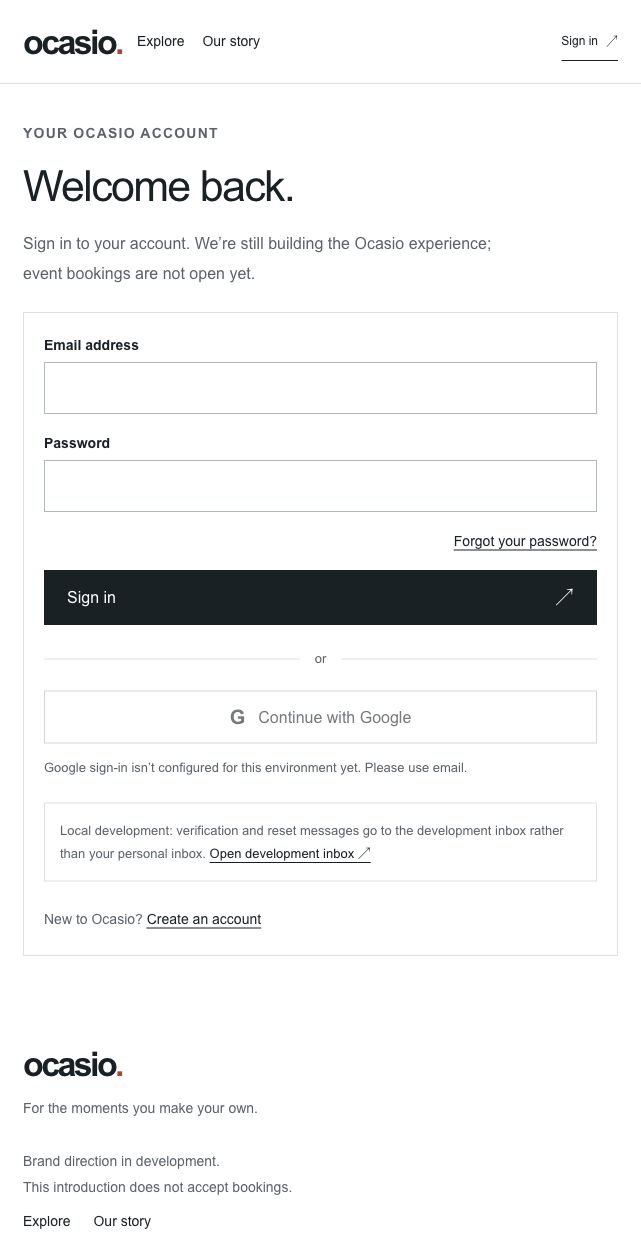 ocasio.
Explore
Our story
Sign in
YOUR OCASIO ACCOUNT
Welcome back.
Sign in to your account. We’re still building the Ocasio experience;
event bookings are not open yet.
Email address
Password
Forgot your password?
Sign in
or
G Continue with Google
Google sign-in isn’t configured for this environment yet. Please use email.
Local development: verification and reset messages go to the development inbox rather
than your personal inbox. Open development inbox
New to Ocasio? Create an account
ocasio.
For the moments you make your own.
Brand direction in development.
This introduction does not accept bookings.
Explore
Our story